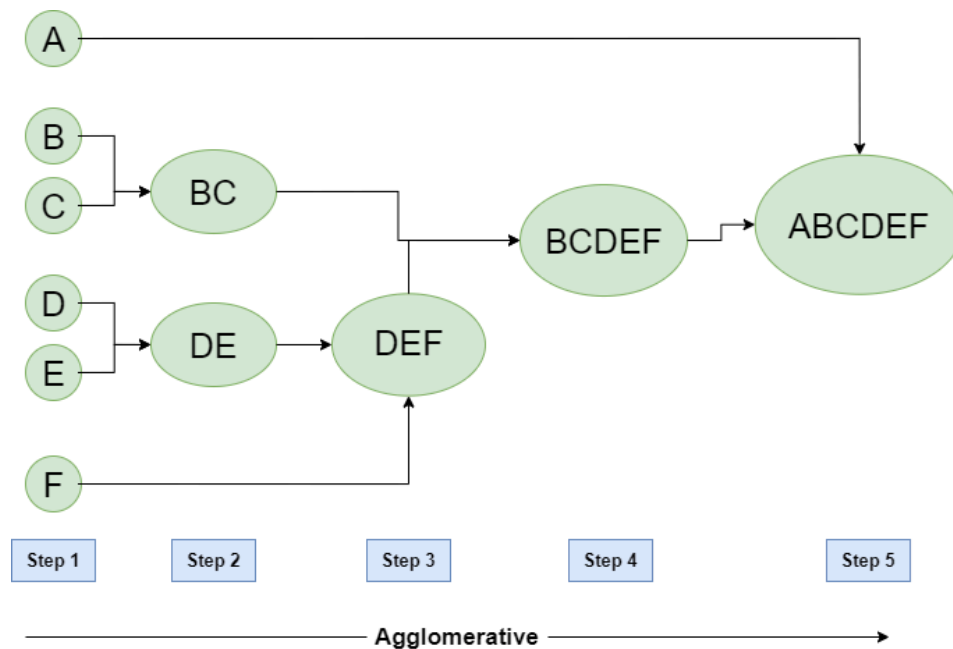 A
B
C
BC
D
E
DE
F
DEF
BCDEF
ABCDEF
Step 1
Step 2
Step 3
Step 4
Step 5
Agglomerative